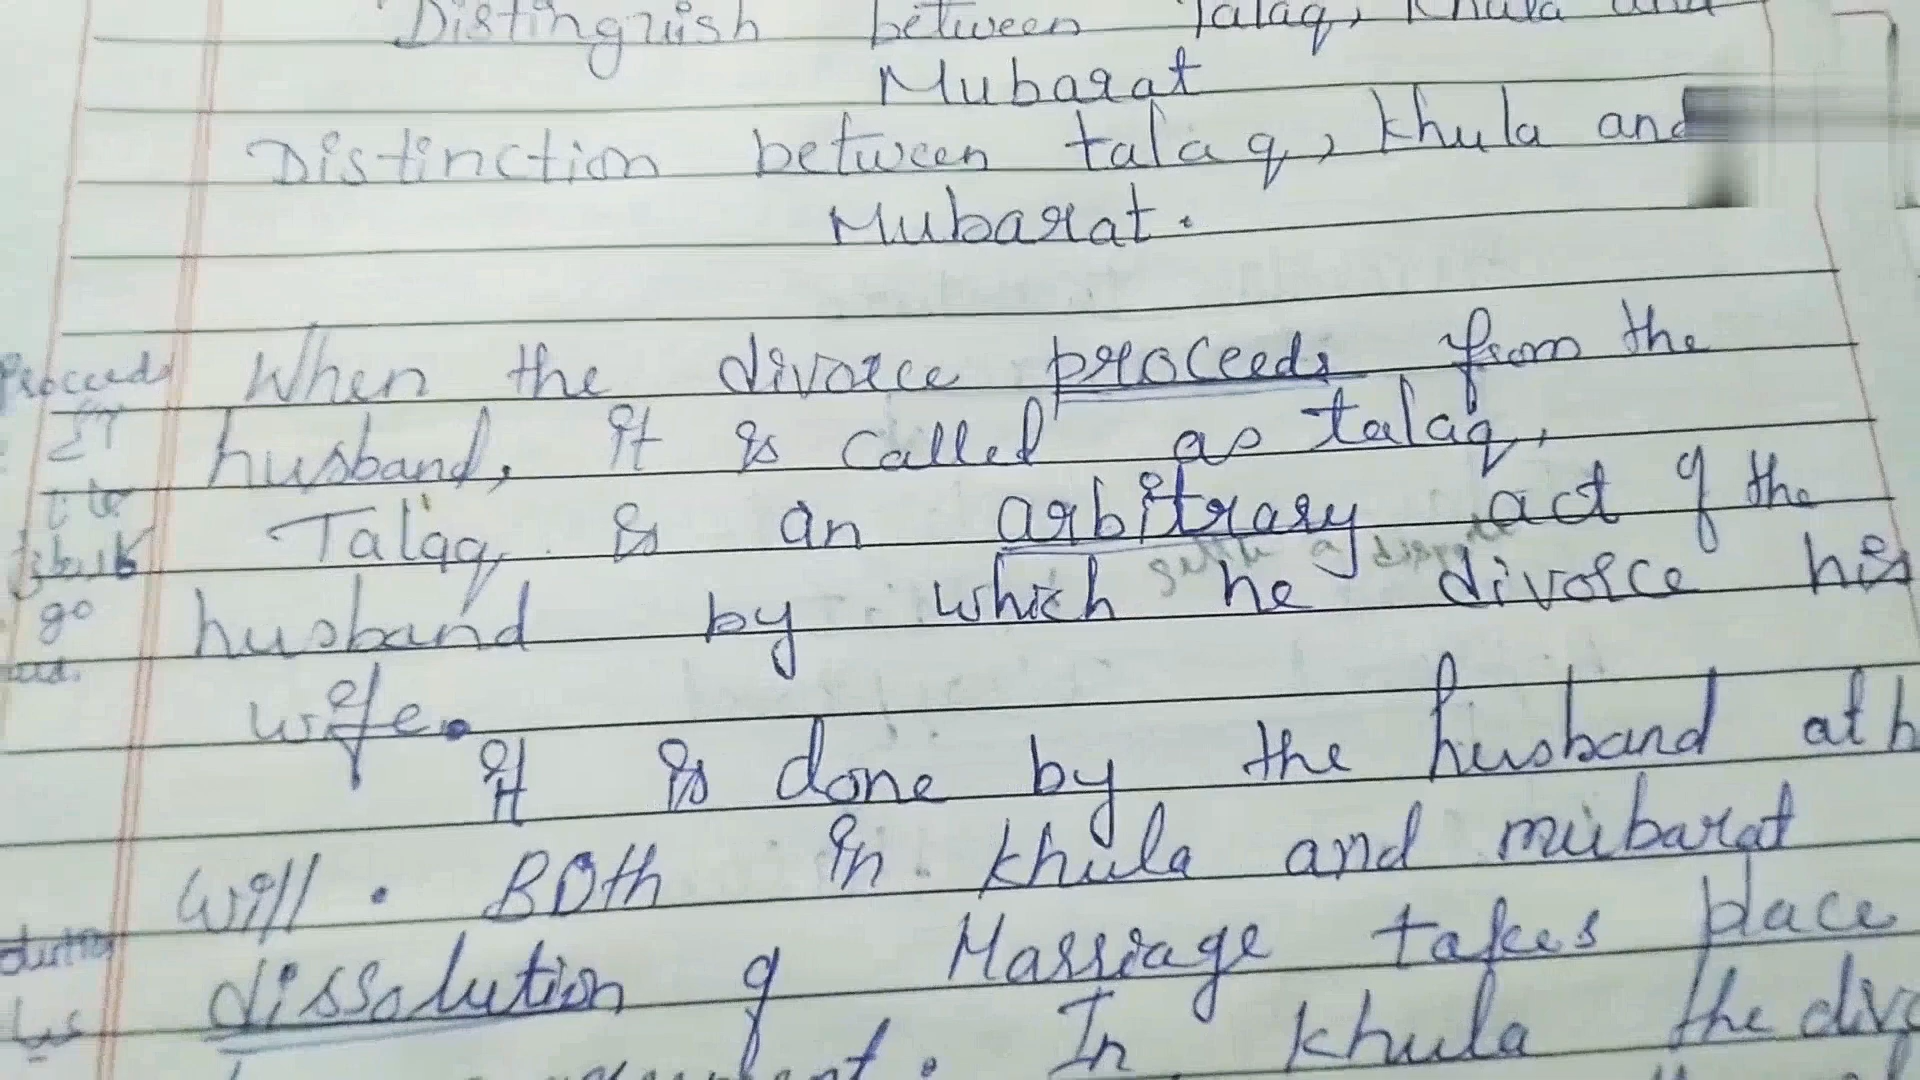 Distinguish between Talaq, Khula and
Mubarat
Distinction between talaq, Khula and
Mubarat.
Proceeds
When the divorce proceeds from the
husband, it is called as talaq,
Talaq is an arbitrary act of the
husband by which he divorce his
go
wife.
It is done by the husband at h
will. Both in khula and mubarat
dissolution of Marriage takes place
In khula the divo